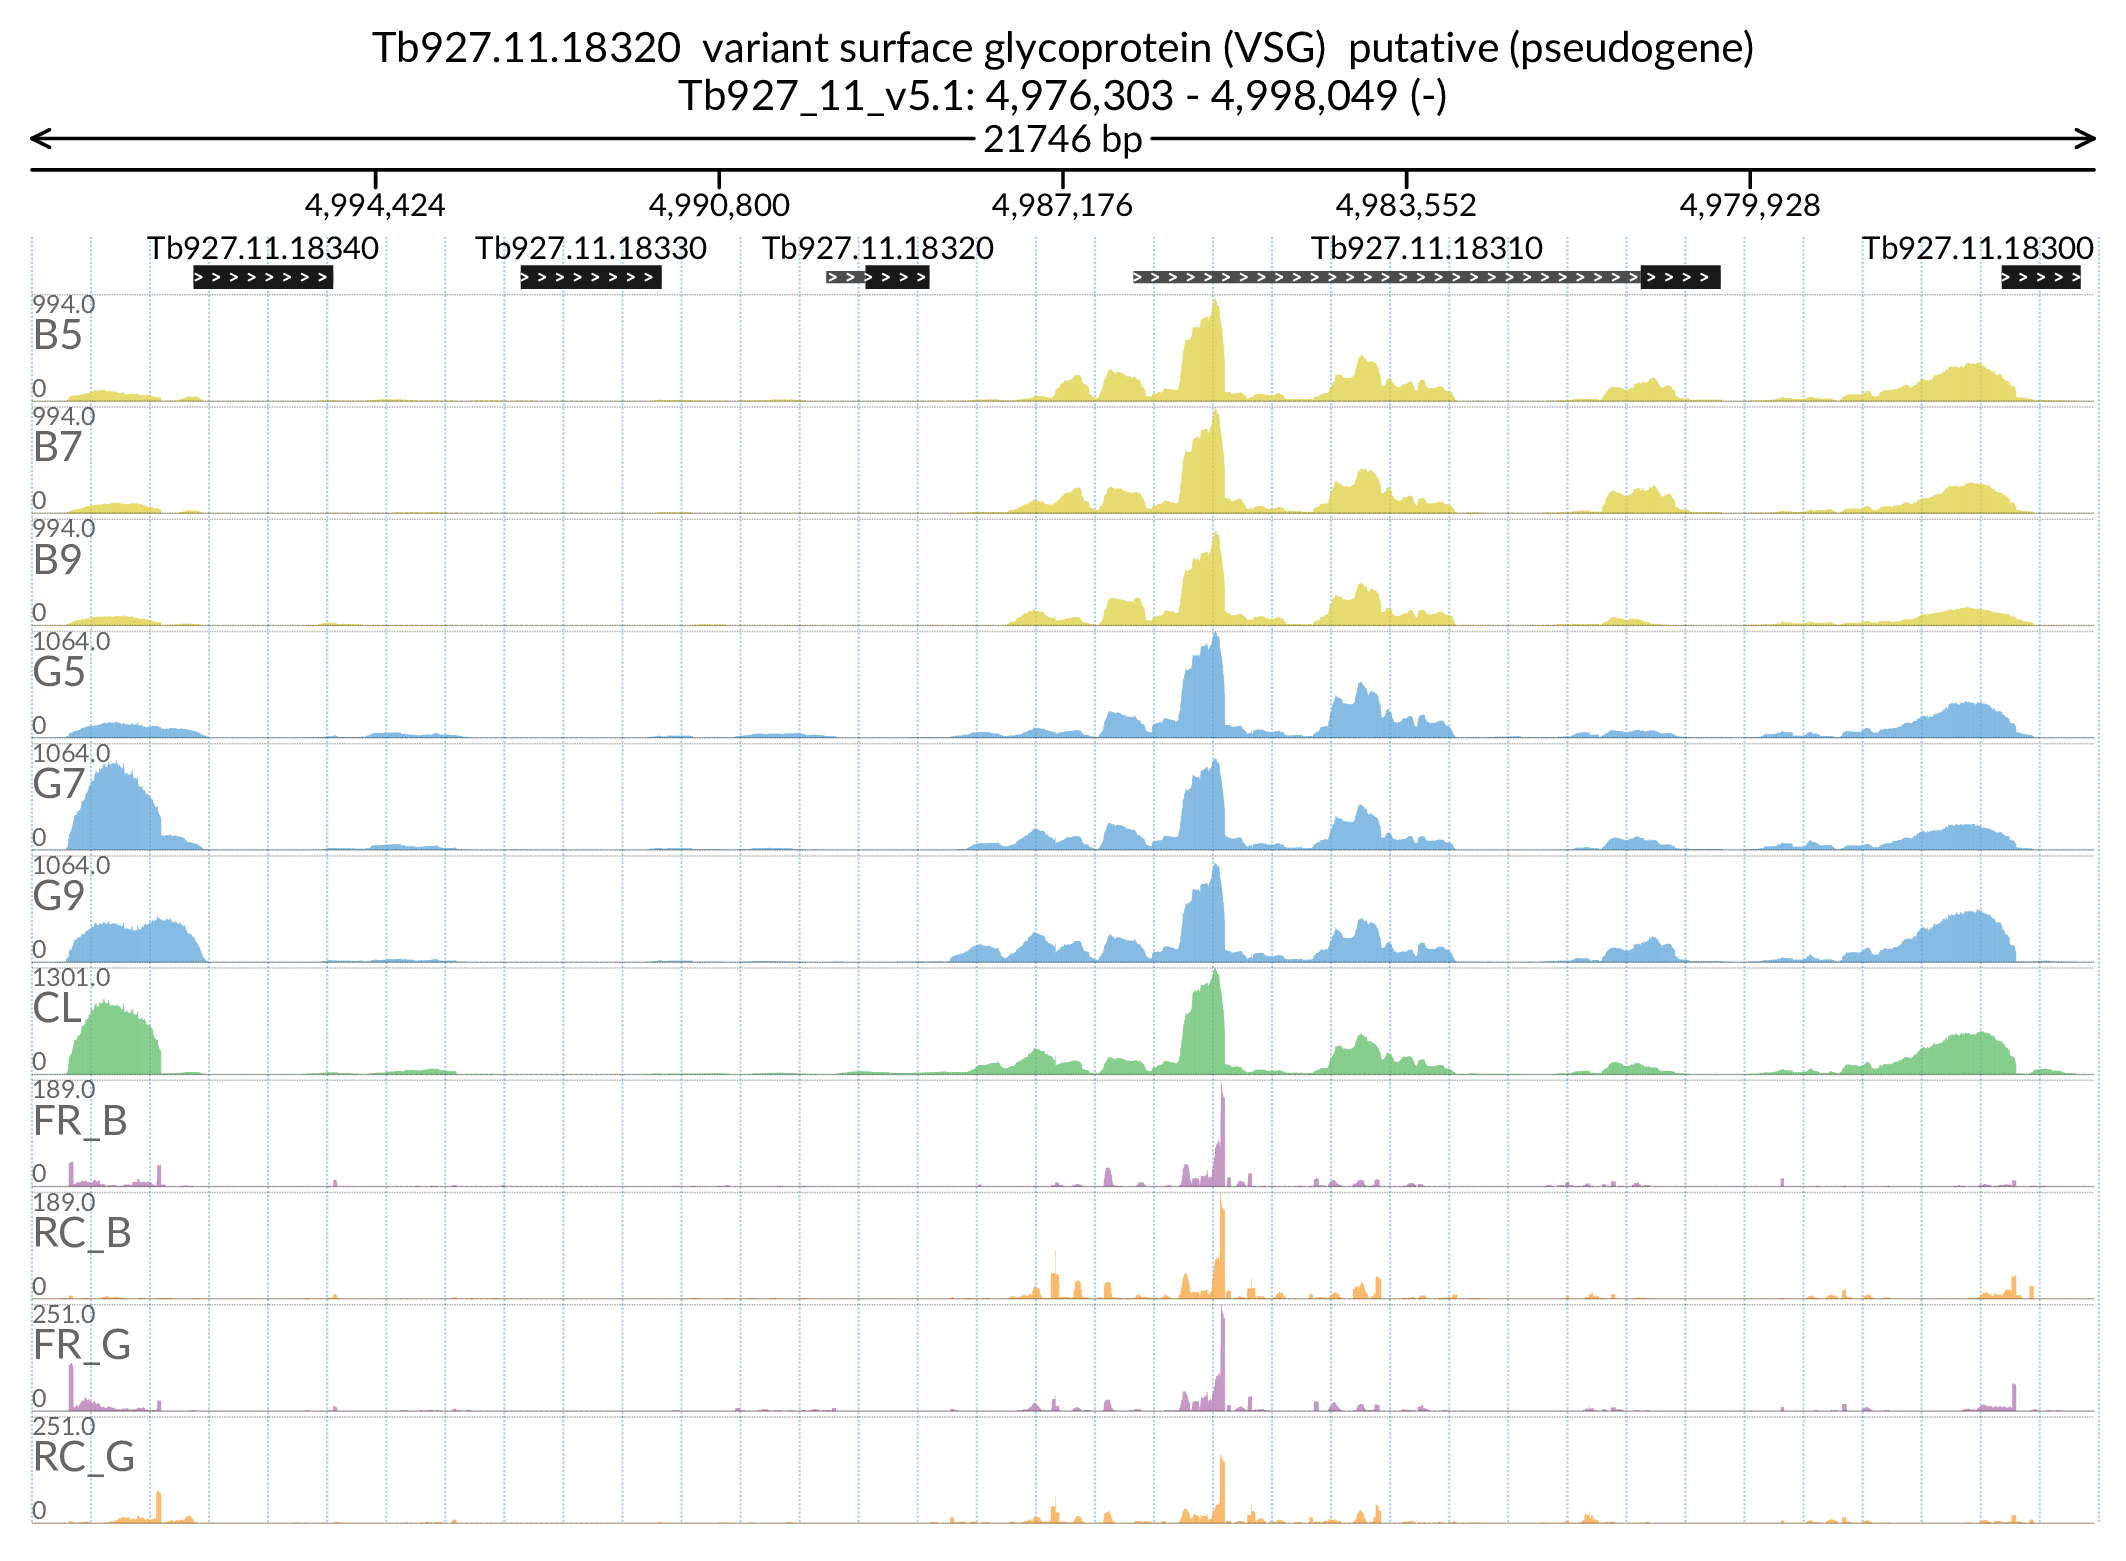 Tb927.11.18320 variant surface glycoprotein (VSG) putative (pseudogene)
Tb927_11_v5.1: 4,976,303 - 4,998,049 (-)
21746 bp
4,994,424 4,990,800 4,987,176 4,983,552 4,979,928
Tb927.11.18340 Tb927.11.18330 Tb927.11.18320 Tb927.11.18310 Tb927.11.18300
994.0
B5
0
994.0
B7
0
994.0
B9
0
1064.0
G5
0
1064.0
G7
0
1064.0
G9
0
1301.0
CL
0
189.0
FR_B
0
189.0
RC_B
0
251.0
FR_G
0
251.0
RC_G
0